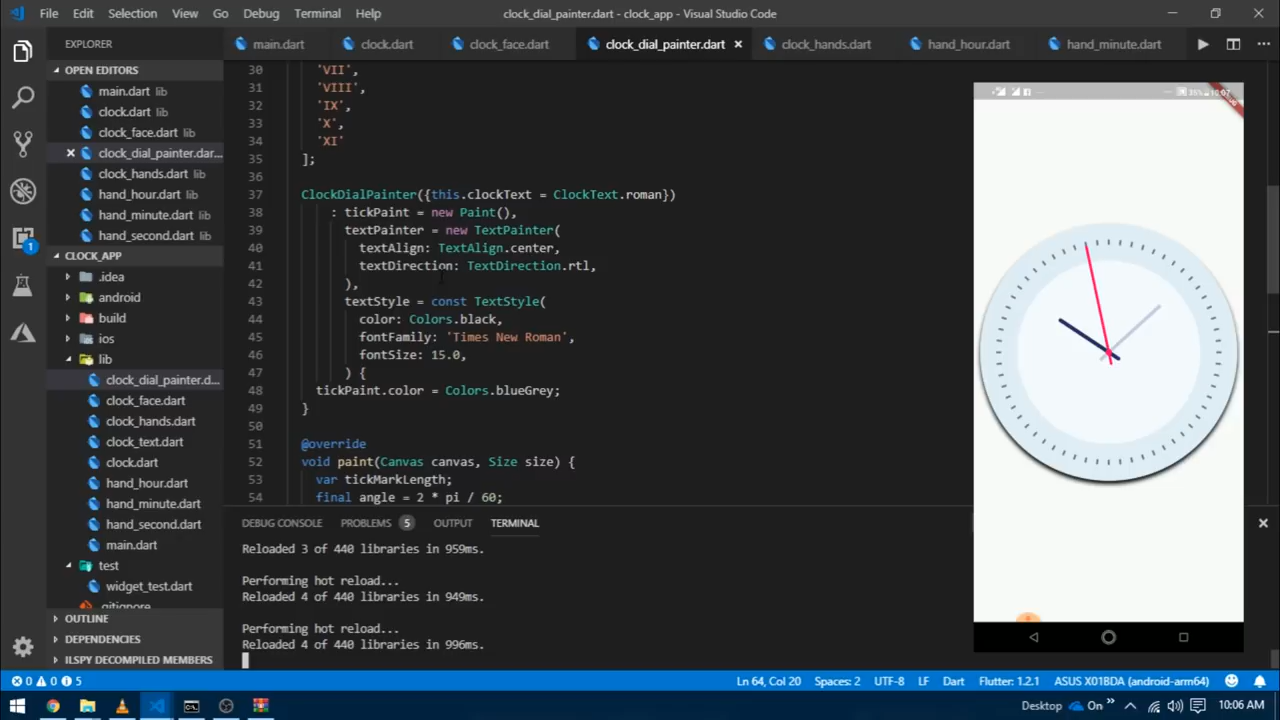 File Edit Selection View Go Debug Terminal Help
clock_dial_painter.dart - clock_app - Visual Studio Code
EXPLORER
main.dart
clock.dart
clock_face.dart
clock_dial_painter.dart
clock_hands.dart
hand_hour.dart
hand_minute.dart
OPEN EDITORS
main.dart lib
clock.dart lib
clock_face.dart lib
clock_dial_painter.dar...
clock_hands.dart lib
hand_hour.dart lib
hand_minute.dart lib
hand_second.dart lib
CLOCK_APP
.idea
android
build
ios
lib
clock_dial_painter.d...
clock_face.dart
clock_hands.dart
clock_text.dart
clock.dart
hand_hour.dart
hand_minute.dart
hand_second.dart
main.dart
test
widget_test.dart
.gitignore
OUTLINE
DEPENDENCIES
ILSPY DECOMPILED MEMBERS
1
30 'VII',
31 'VIII',
32 'IX',
33 'X',
34 'XI'
35 ];
36
37 ClockDialPainter({this.clockText = ClockText.roman})
38 : tickPaint = new Paint(),
39 textPainter = new TextPainter(
40 textAlign: TextAlign.center,
41 textDirection: TextDirection.rtl,
42 ),
43 textStyle = const TextStyle(
44 color: Colors.black,
45 fontFamily: 'Times New Roman',
46 fontSize: 15.0,
47 ) {
48 tickPaint.color = Colors.blueGrey;
49 }
50
51 @override
52 void paint(Canvas canvas, Size size) {
53 var tickMarkLength;
54 final angle = 2 * pi / 60;
DEBUG CONSOLE PROBLEMS 5 OUTPUT TERMINAL
Reloaded 3 of 440 libraries in 959ms.
Performing hot reload...
Reloaded 4 of 440 libraries in 949ms.
Performing hot reload...
Reloaded 4 of 440 libraries in 996ms.
0 0 5
Ln 64, Col 20 Spaces: 2 UTF-8 LF Dart Flutter: 1.2.1 ASUS X01BDA (android-arm64)
Desktop On 10:06 AM